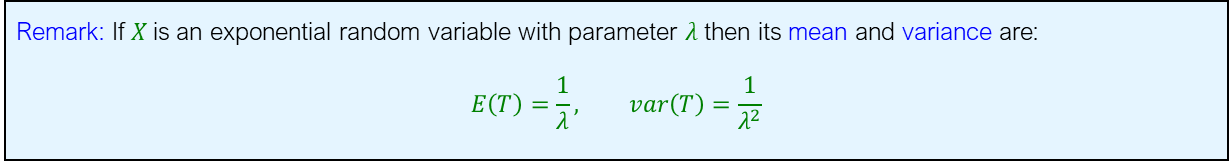 Remark: If X is an exponential random variable with parameter λ then its mean and variance are:
E(T) = 1/λ, var(T) = 1/λ²